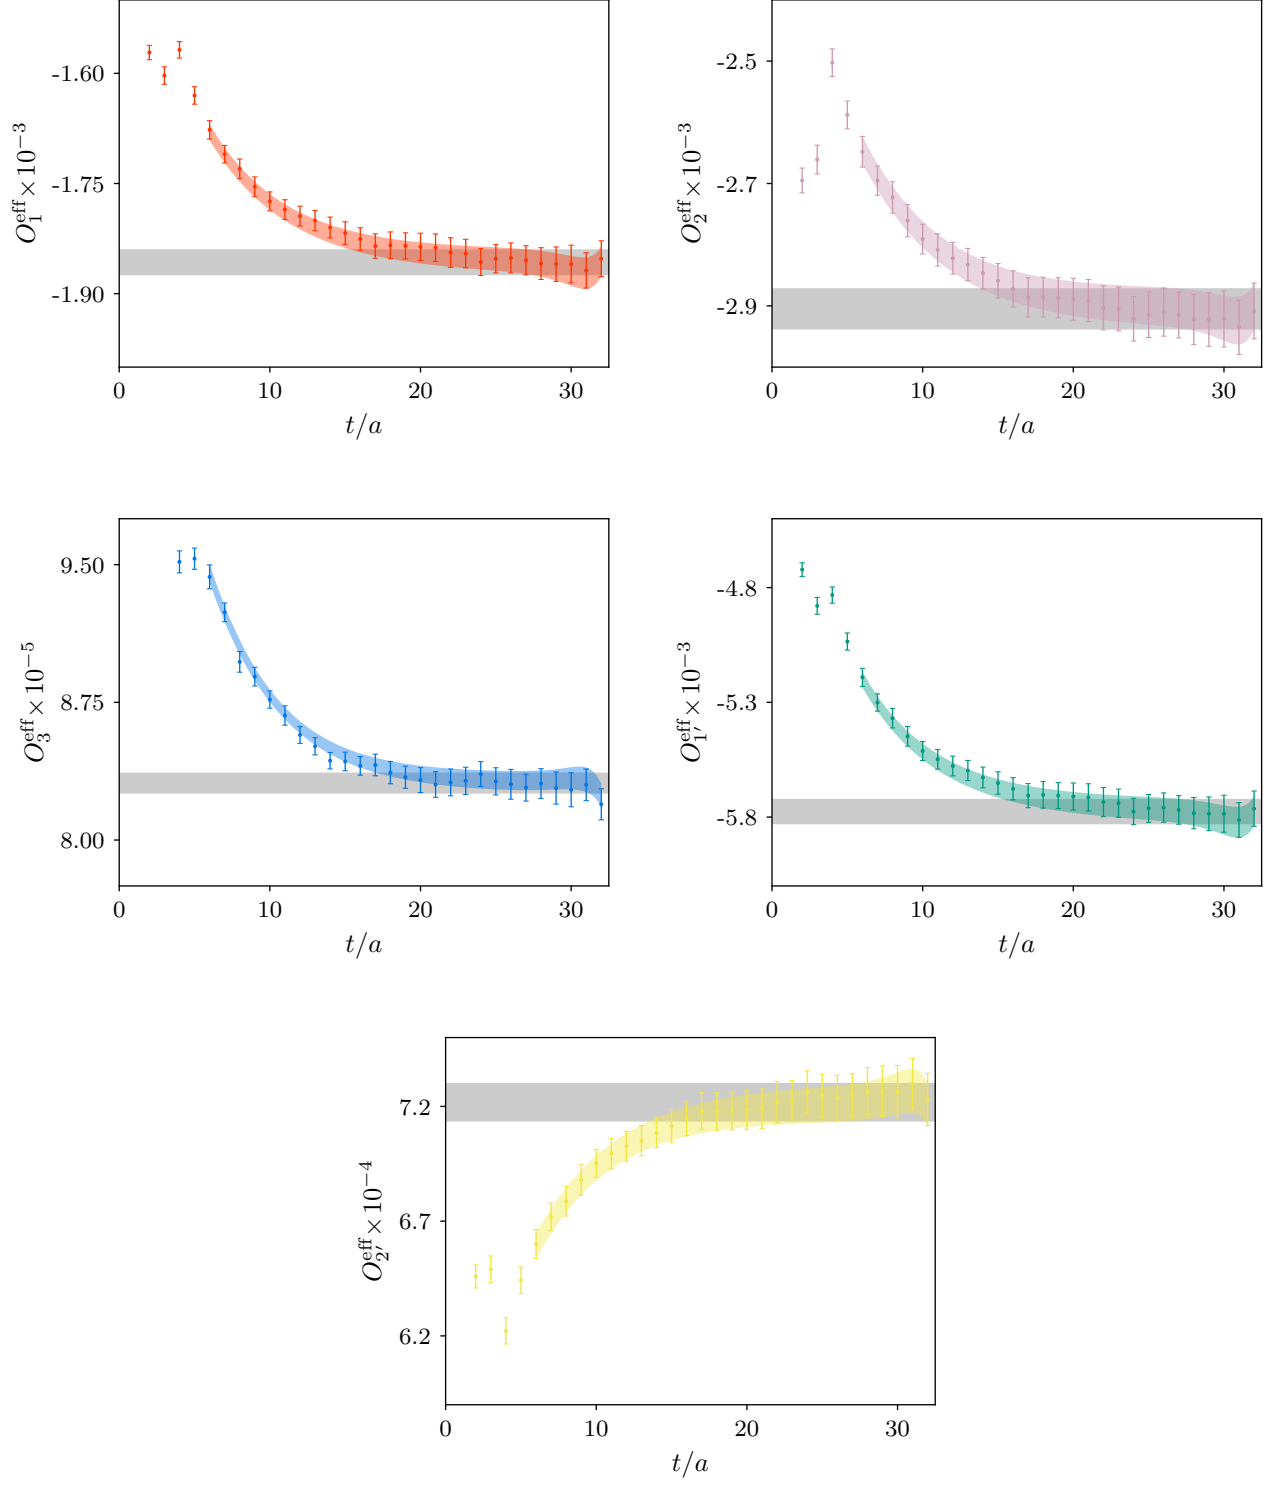 -1.60
-1.75
-1.90
O_1^eff × 10^−3
0 10 20 30
t/a
-2.5
-2.7
-2.9
O_2^eff × 10^−3
0 10 20 30
t/a
9.50
8.75
8.00
O_3^eff × 10^−5
0 10 20 30
t/a
-4.8
-5.3
-5.8
O_1′^eff × 10^−3
0 10 20 30
t/a
7.2
6.7
6.2
O_2′^eff × 10^−4
0 10 20 30
t/a